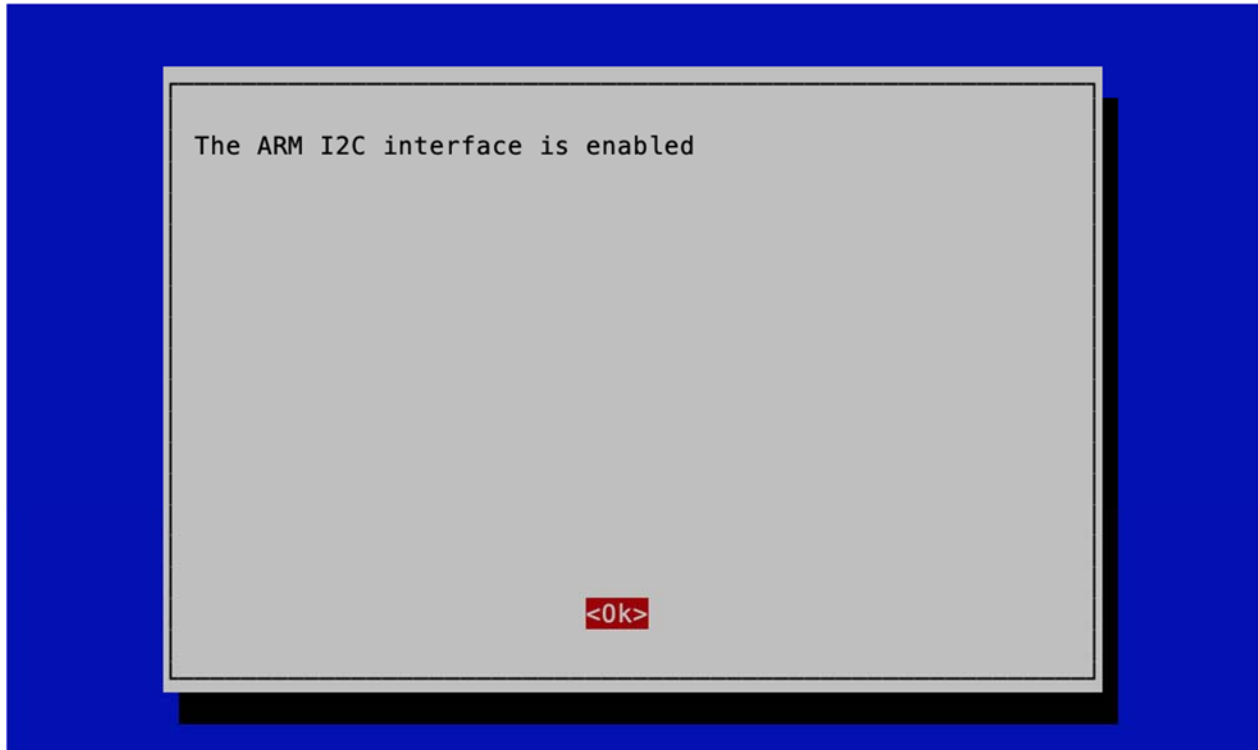 The ARM I2C interface is enabled
<Ok>